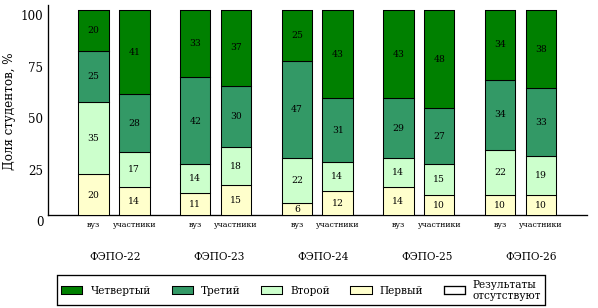 Доля студентов, %
100
75
50
25
0
20 41 33 37 25 43 43 48 34 38
25 28 42 30 47 31 29 27 34 33
35 17 14 18 22 14 14 15 22 19
20 14 11 15 6 12 14 10 10 10
вуз участники вуз участники вуз участники вуз участники вуз участники
ФЭПО-22 ФЭПО-23 ФЭПО-24 ФЭПО-25 ФЭПО-26
Четвертый Третий Второй Первый Результаты
отсутствуют